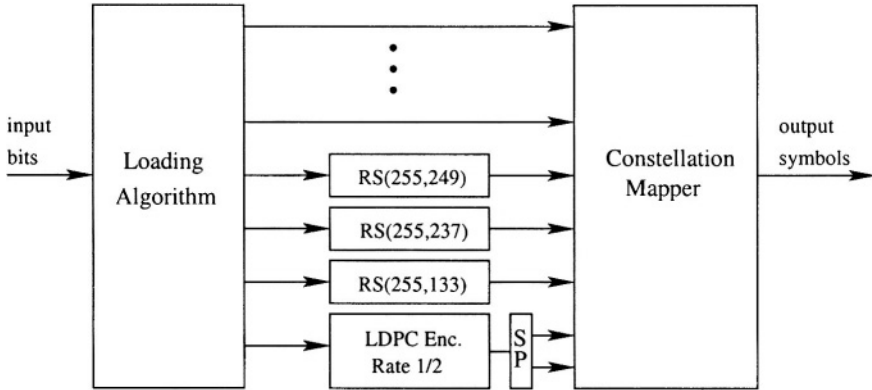 input
bits
Loading
Algorithm
RS(255,249)
RS(255,237)
RS(255,133)
LDPC Enc.
Rate 1/2
S
P
Constellation
Mapper
output
symbols